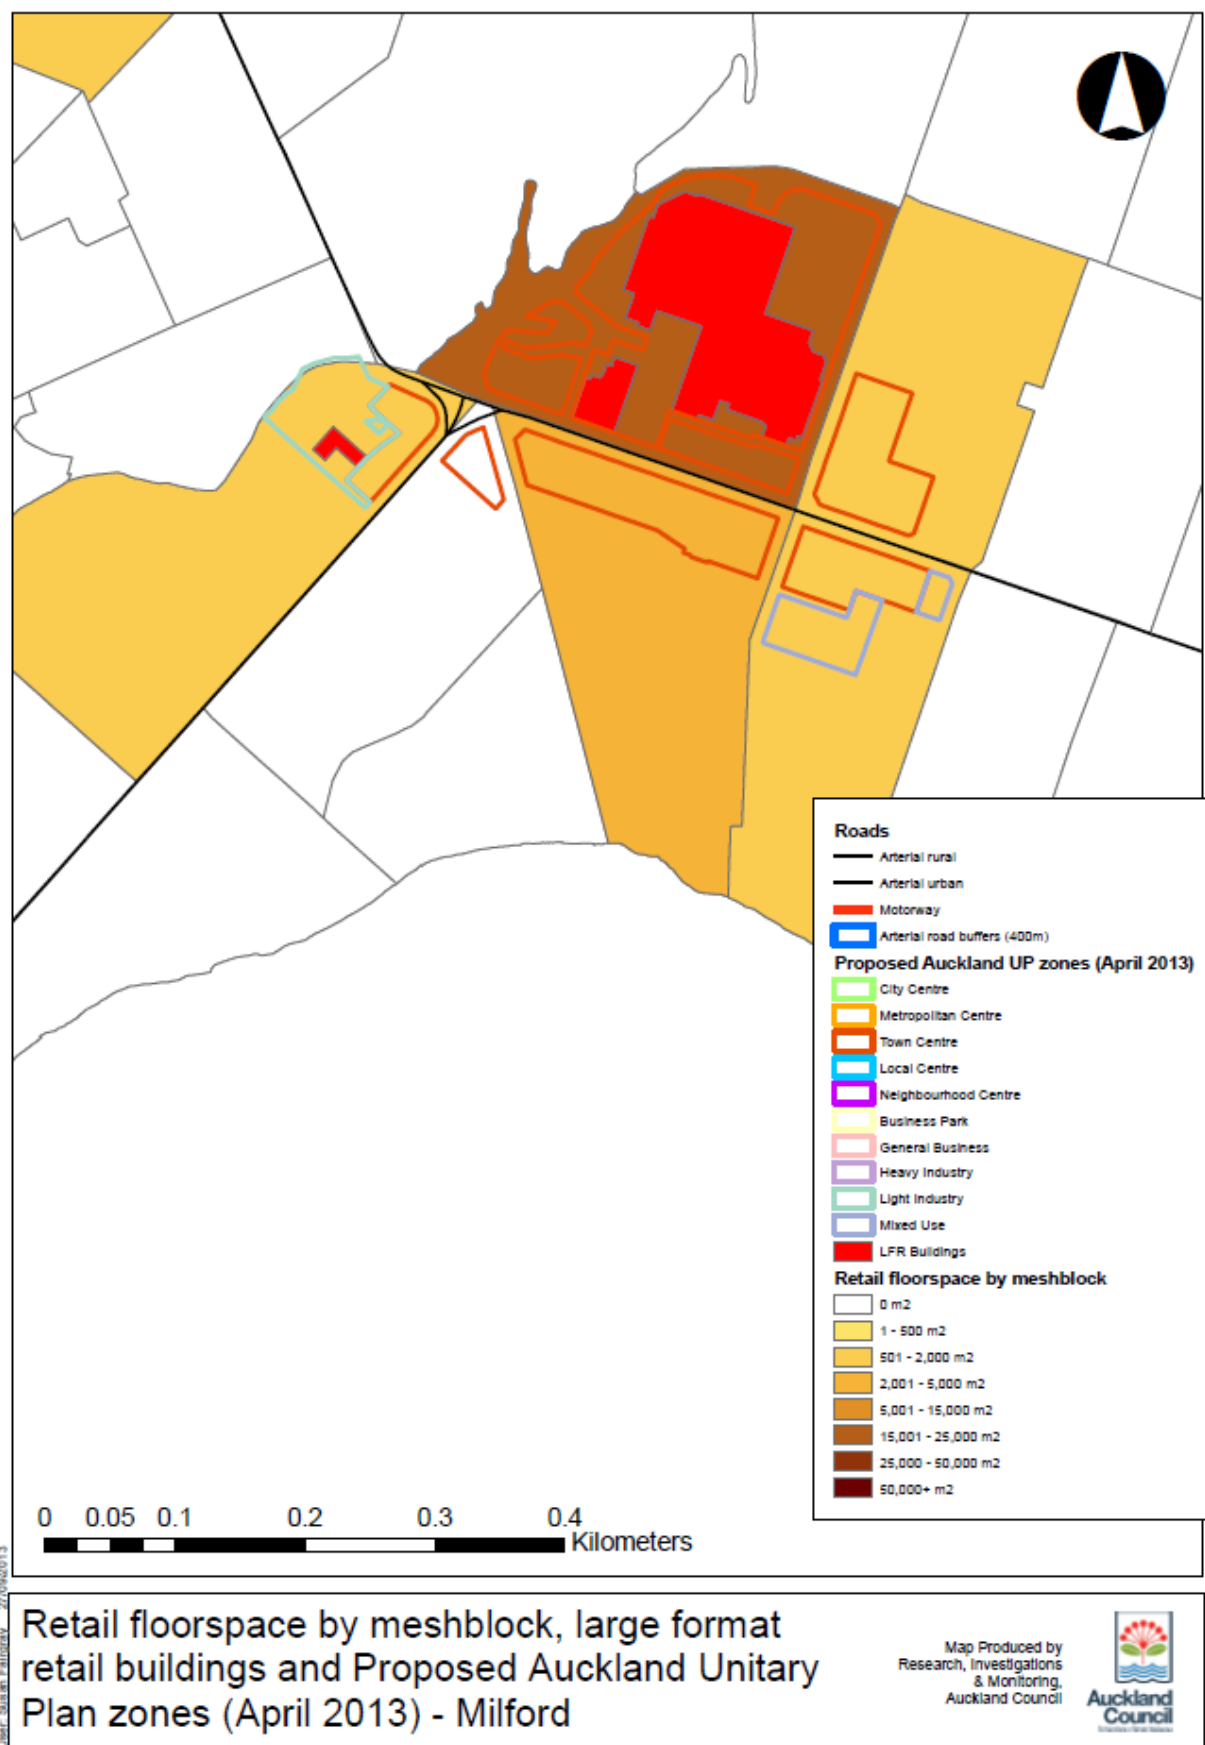 Roads
Arterial rural
Arterial urban
Motorway
Arterial road buffers (400m)
Proposed Auckland UP zones (April 2013)
City Centre
Metropolitan Centre
Town Centre
Local Centre
Neighbourhood Centre
Business Park
General Business
Heavy Industry
Light Industry
Mixed Use
LFR Buildings
Retail floorspace by meshblock
0 m2
1 - 500 m2
501 - 2,000 m2
2,001 - 5,000 m2
5,001 - 15,000 m2
15,001 - 25,000 m2
25,000 - 50,000 m2
50,000+ m2
0 0.05 0.1 0.2 0.3 0.4
Kilometers
27/09/2013
Retail floorspace by meshblock, large format
retail buildings and Proposed Auckland Unitary
Plan zones (April 2013) - Milford
Map Produced by
Research, Investigations
& Monitoring,
Auckland Council
Auckland
Council